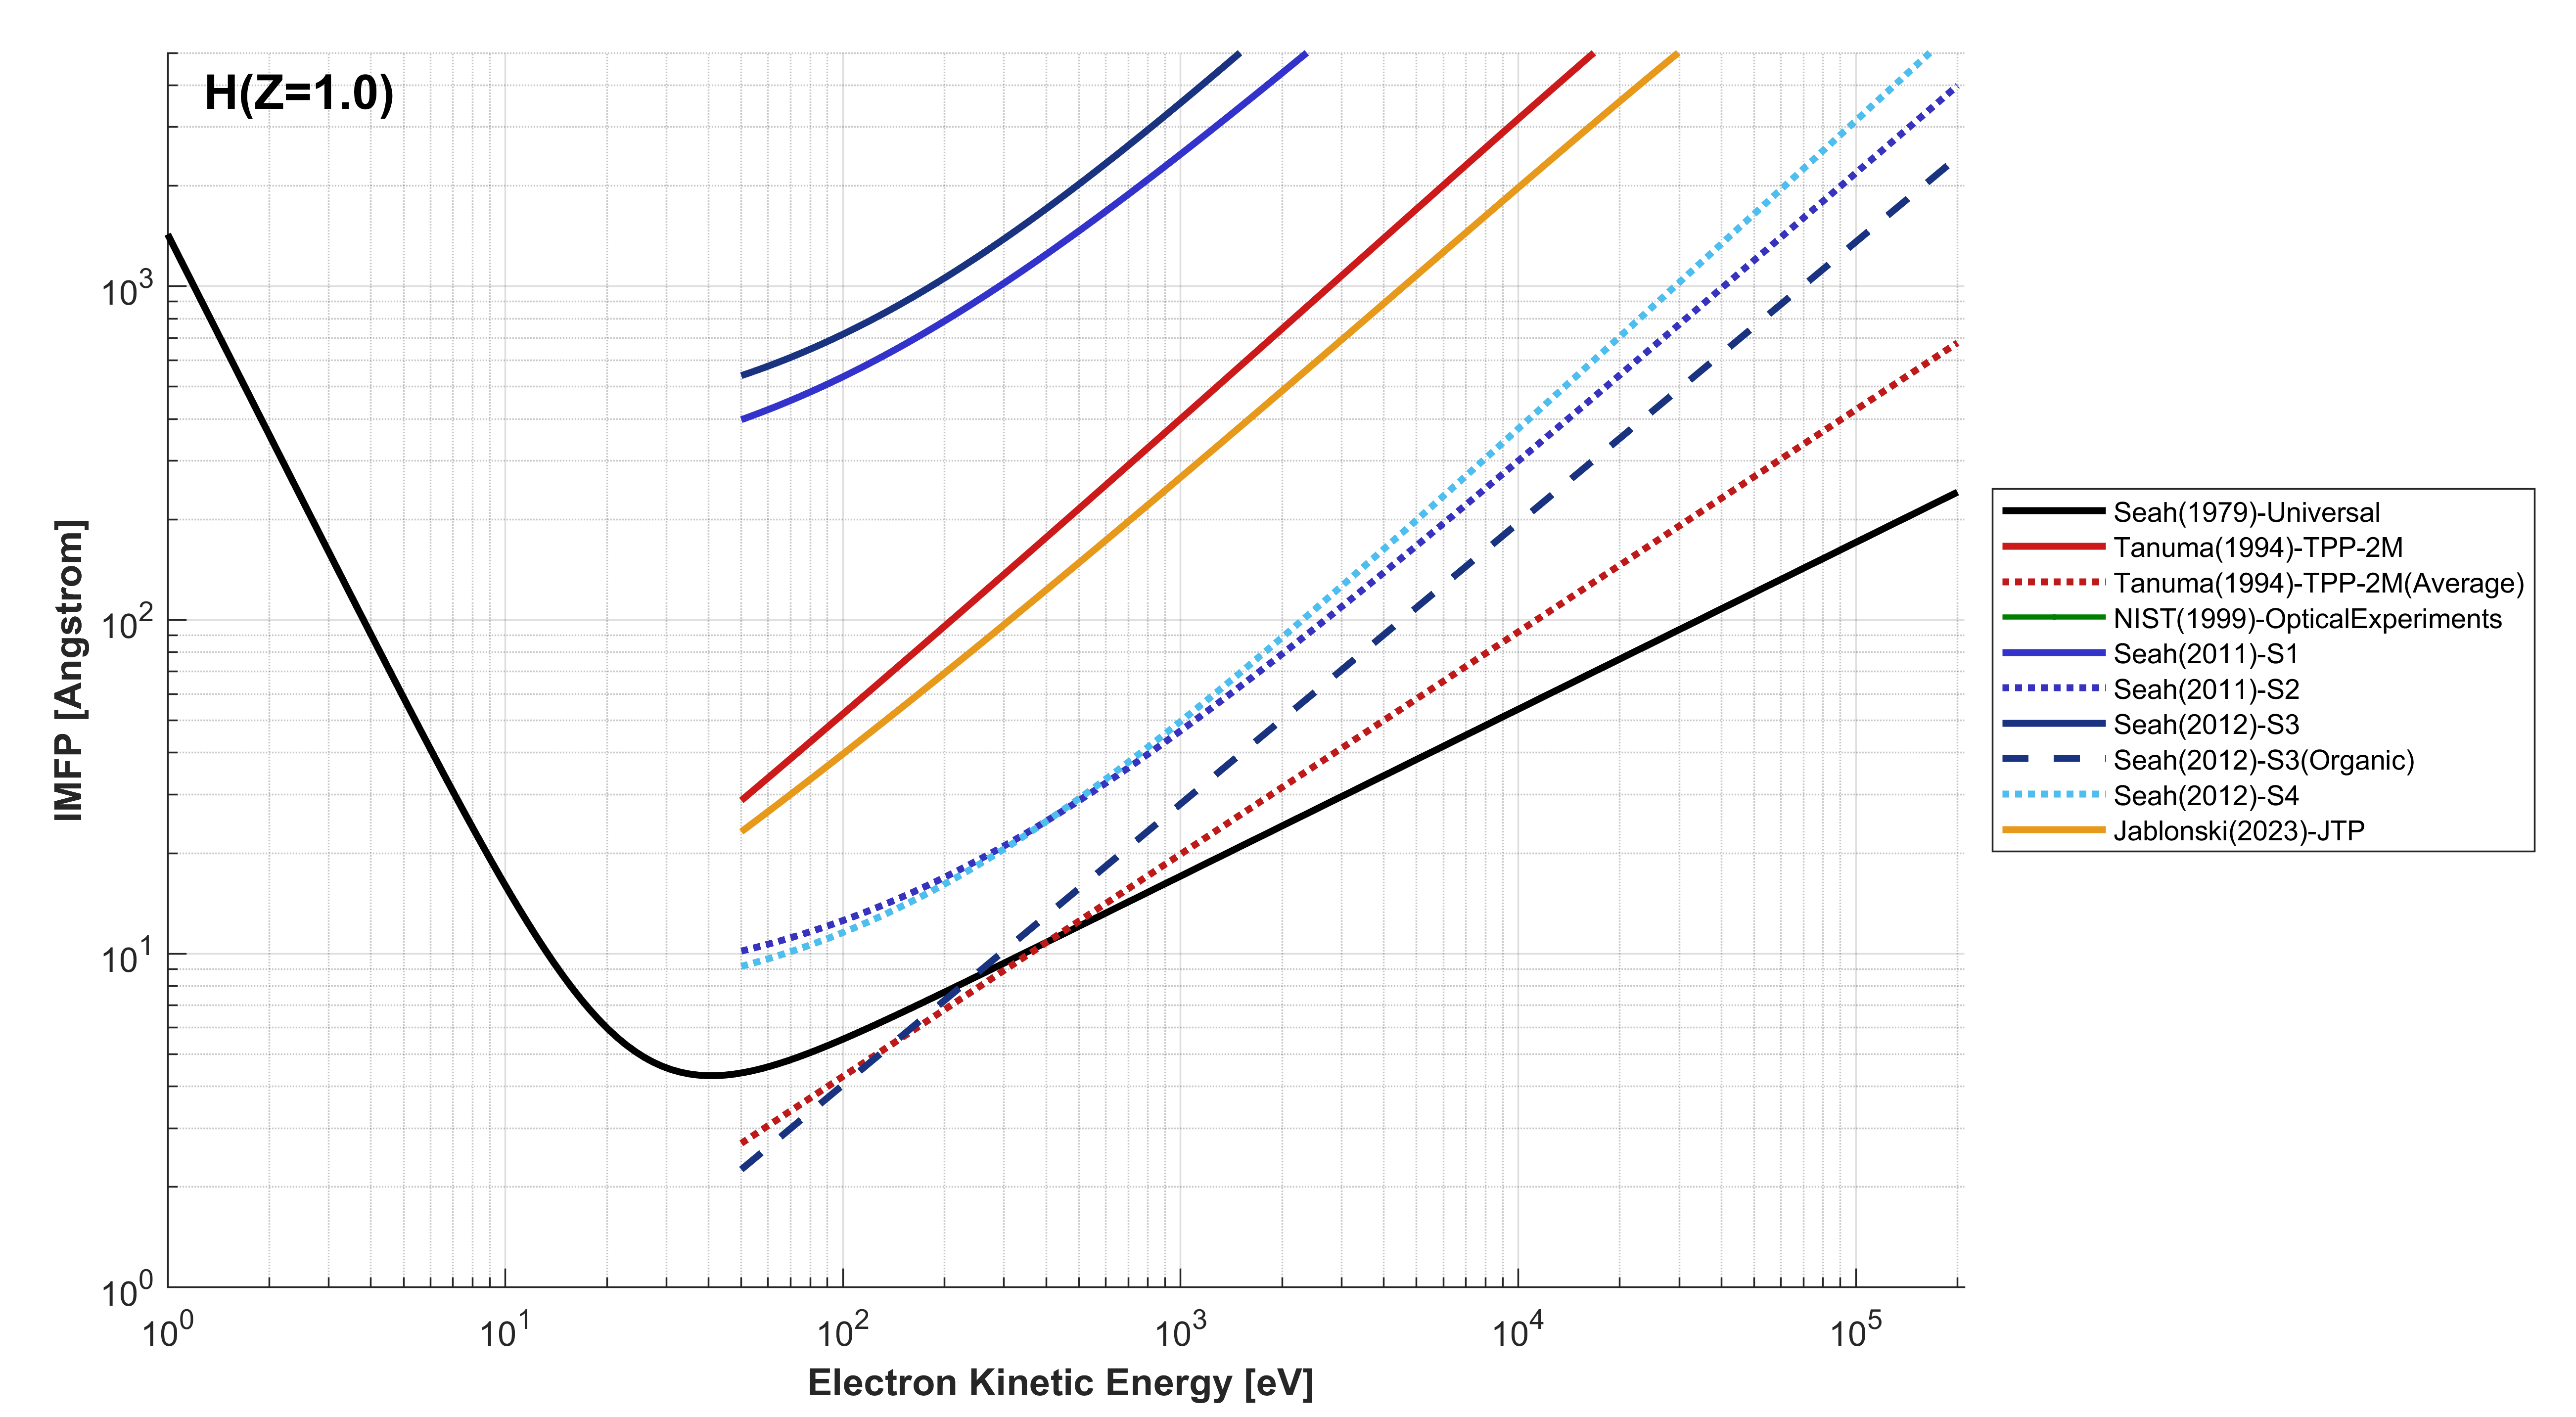 H(Z=1.0)
IMFP [Angstrom]
10^3
10^2
10^1
10^0
10^0 10^1 10^2 10^3 10^4 10^5
Electron Kinetic Energy [eV]
Seah(1979)-Universal
Tanuma(1994)-TPP-2M
Tanuma(1994)-TPP-2M(Average)
NIST(1999)-OpticalExperiments
Seah(2011)-S1
Seah(2011)-S2
Seah(2012)-S3
Seah(2012)-S3(Organic)
Seah(2012)-S4
Jablonski(2023)-JTP